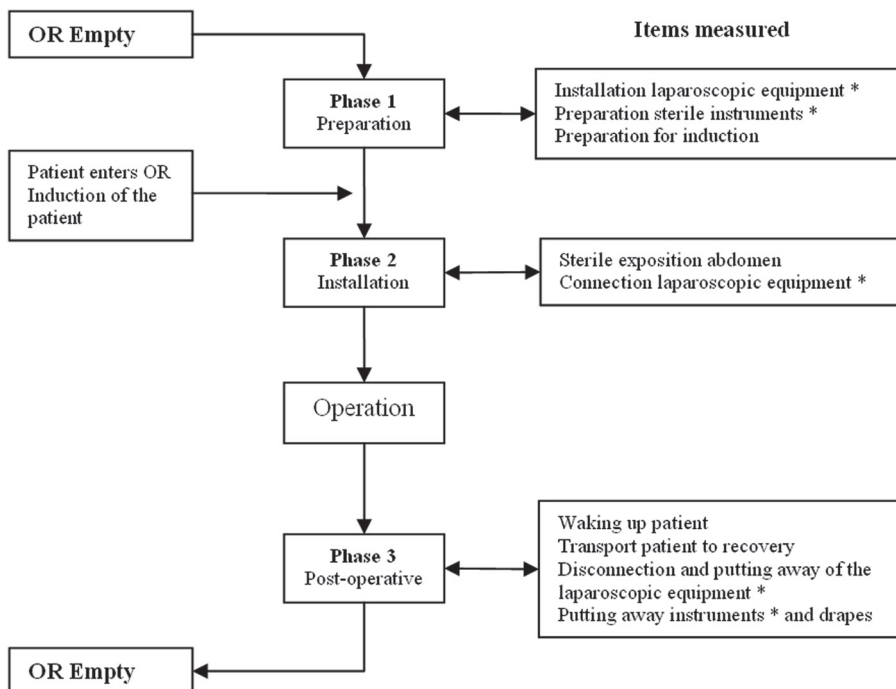 OR Empty
Items measured
Phase 1
Preparation
Installation laparoscopic equipment *
Preparation sterile instruments *
Preparation for induction
Patient enters OR
Induction of the
patient
Phase 2
Installation
Sterile exposition abdomen
Connection laparoscopic equipment *
Operation
Phase 3
Post-operative
Waking up patient
Transport patient to recovery
Disconnection and putting away of the
laparoscopic equipment *
Putting away instruments * and drapes
OR Empty